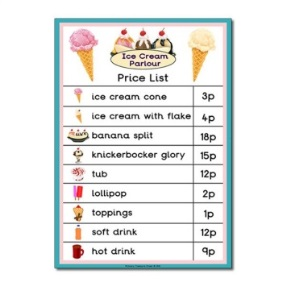 Ice Cream
Parlour
Price List
ice cream cone 3p
ice cream with flake 4p
banana split 18p
knickerbocker glory 15p
tub 12p
lollipop 2p
toppings 1p
soft drink 12p
hot drink 9p